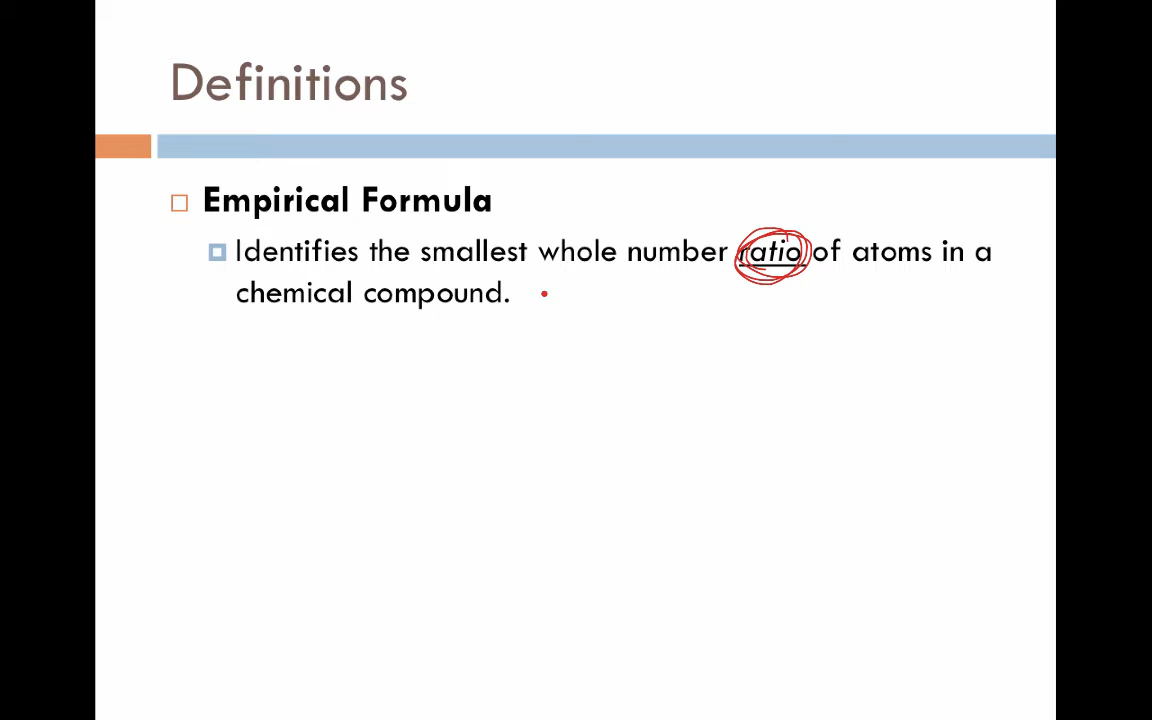 Definitions
Empirical Formula
Identifies the smallest whole number ratio of atoms in a
chemical compound.